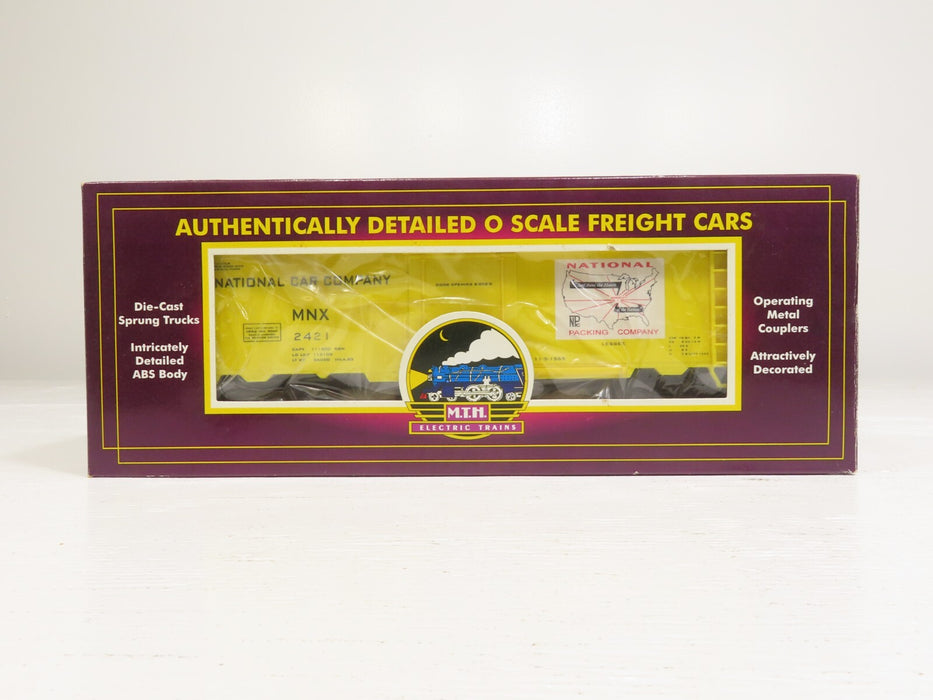 AUTHENTICALLY DETAILED O SCALE FREIGHT CARS
Die-Cast
Sprung Trucks
Intricately
Detailed
ABS Body
NATIONAL CAR COMPANY
MNX
2421
NATIONAL
PACKING COMPANY
M.T.H.
ELECTRIC TRAINS
Operating
Metal
Couplers
Attractively
Decorated